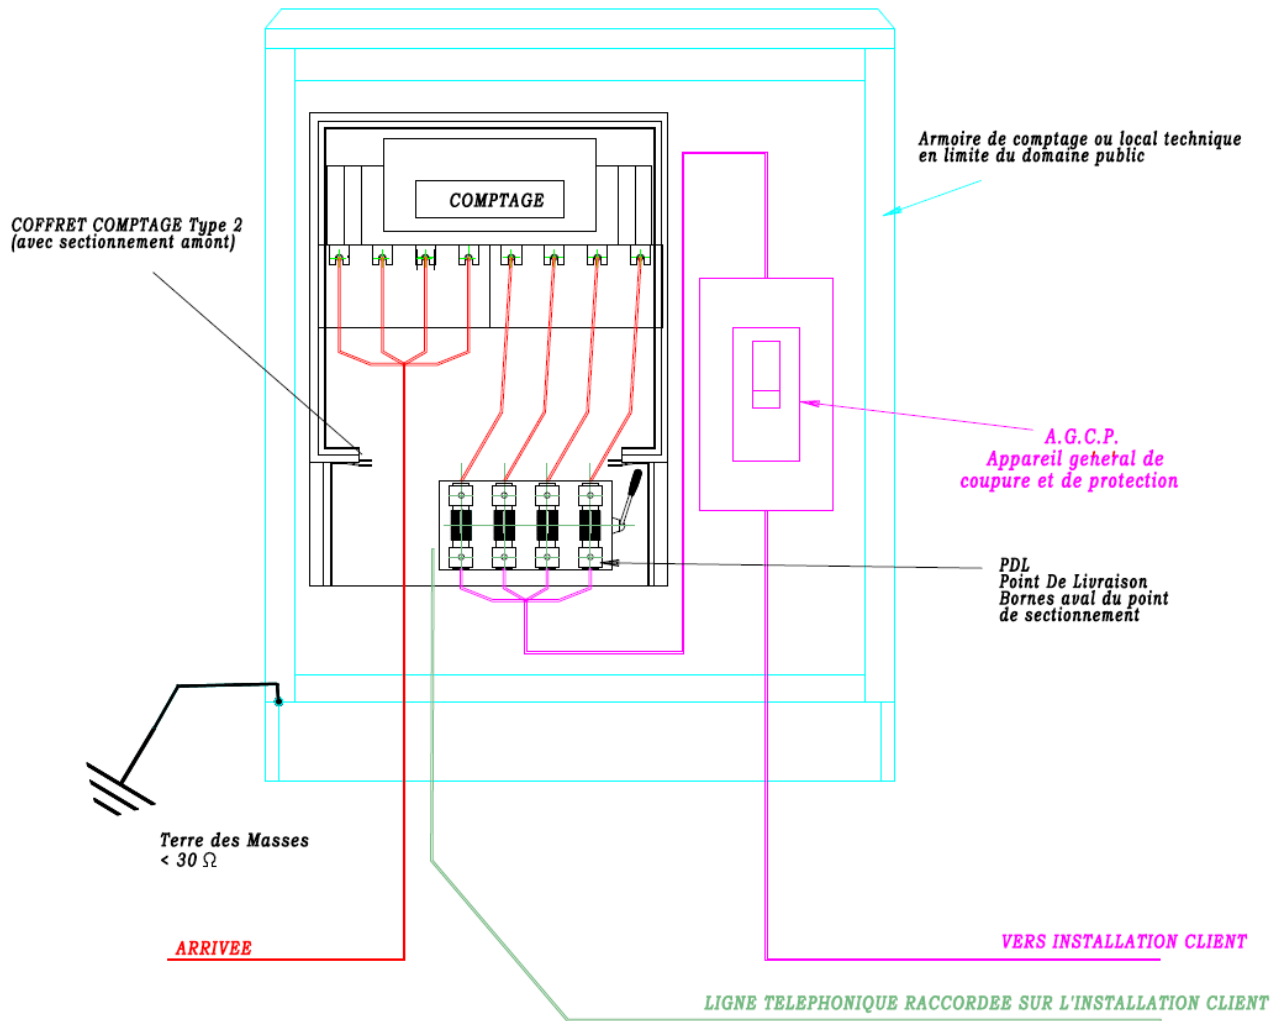 Armoire de comptage ou local technique
en limite du domaine public
COMPTAGE
COFFRET COMPTAGE Type 2
(avec sectionnement amont)
A.G.C.P.
Appareil général de
coupure et de protection
PDL
Point De Livraison
Bornes aval du point
de sectionnement
Terre des Masses
< 30 Ω
ARRIVEE
VERS INSTALLATION CLIENT
LIGNE TELEPHONIQUE RACCORDEE SUR L'INSTALLATION CLIENT